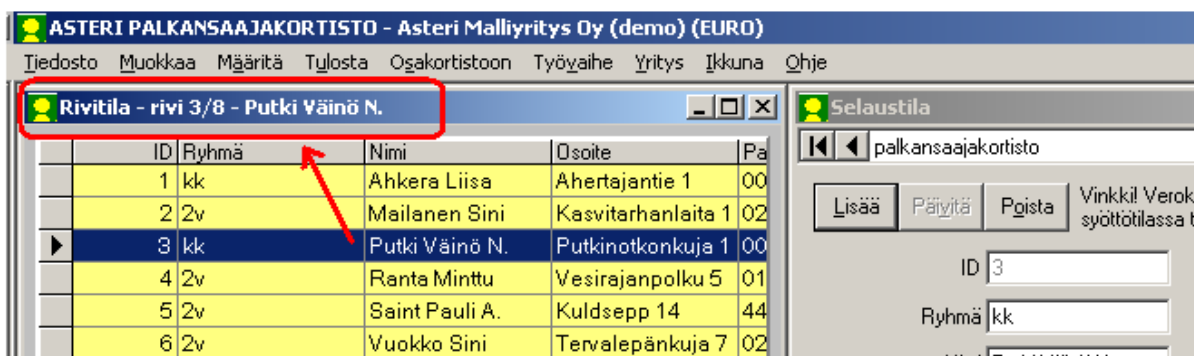 ASTERI PALKANSAAJAKORTISTO - Asteri Malliyritys Oy (demo) (EURO)
Tiedosto Muokkaa Määritä Tulosta Osakortistoon Työvaihe Yritys Ikkuna Ohje
Rivitila - rivi 3/8 - Putki Väinö N.
ID Ryhmä Nimi Osoite Pa
1 kk Ahkera Liisa Ahertajantie 1 00
2 2v Mailanen Sini Kasvitarhanlaita 1 02
3 kk Putki Väinö N. Putkinotkonkuja 1 00
4 2v Ranta Minttu Vesirajanpolku 5 01
5 2v Saint Pauli A. Kuldsepp 14 44
6 2v Vuokko Sini Tervalepänkuja 7 02
Selaustila
palkansaajakortisto
Lisää Päivitä Poista
Vinkki! Verok
syöttötilassa t
ID 3
Ryhmä kk